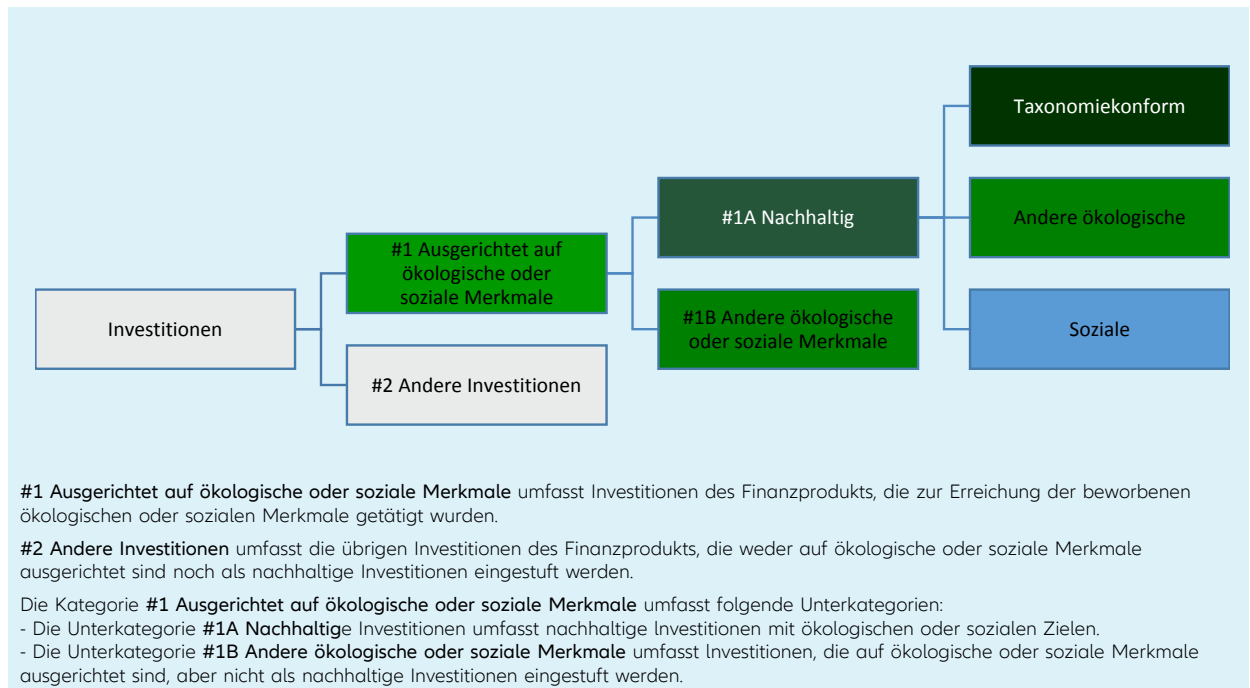 Taxonomiekonform
#1A Nachhaltig
Andere ökologische
#1 Ausgerichtet auf
ökologische oder
soziale Merkmale
Investitionen
#1B Andere ökologische
oder soziale Merkmale
Soziale
#2 Andere Investitionen
#1 Ausgerichtet auf ökologische oder soziale Merkmale umfasst Investitionen des Finanzprodukts, die zur Erreichung der beworbenen
ökologischen oder sozialen Merkmale getätigt wurden.
#2 Andere Investitionen umfasst die übrigen Investitionen des Finanzprodukts, die weder auf ökologische oder soziale Merkmale
ausgerichtet sind noch als nachhaltige Investitionen eingestuft werden.
Die Kategorie #1 Ausgerichtet auf ökologische oder soziale Merkmale umfasst folgende Unterkategorien:
- Die Unterkategorie #1A Nachhaltige Investitionen umfasst nachhaltige Investitionen mit ökologischen oder sozialen Zielen.
- Die Unterkategorie #1B Andere ökologische oder soziale Merkmale umfasst Investitionen, die auf ökologische oder soziale Merkmale
ausgerichtet sind, aber nicht als nachhaltige Investitionen eingestuft werden.